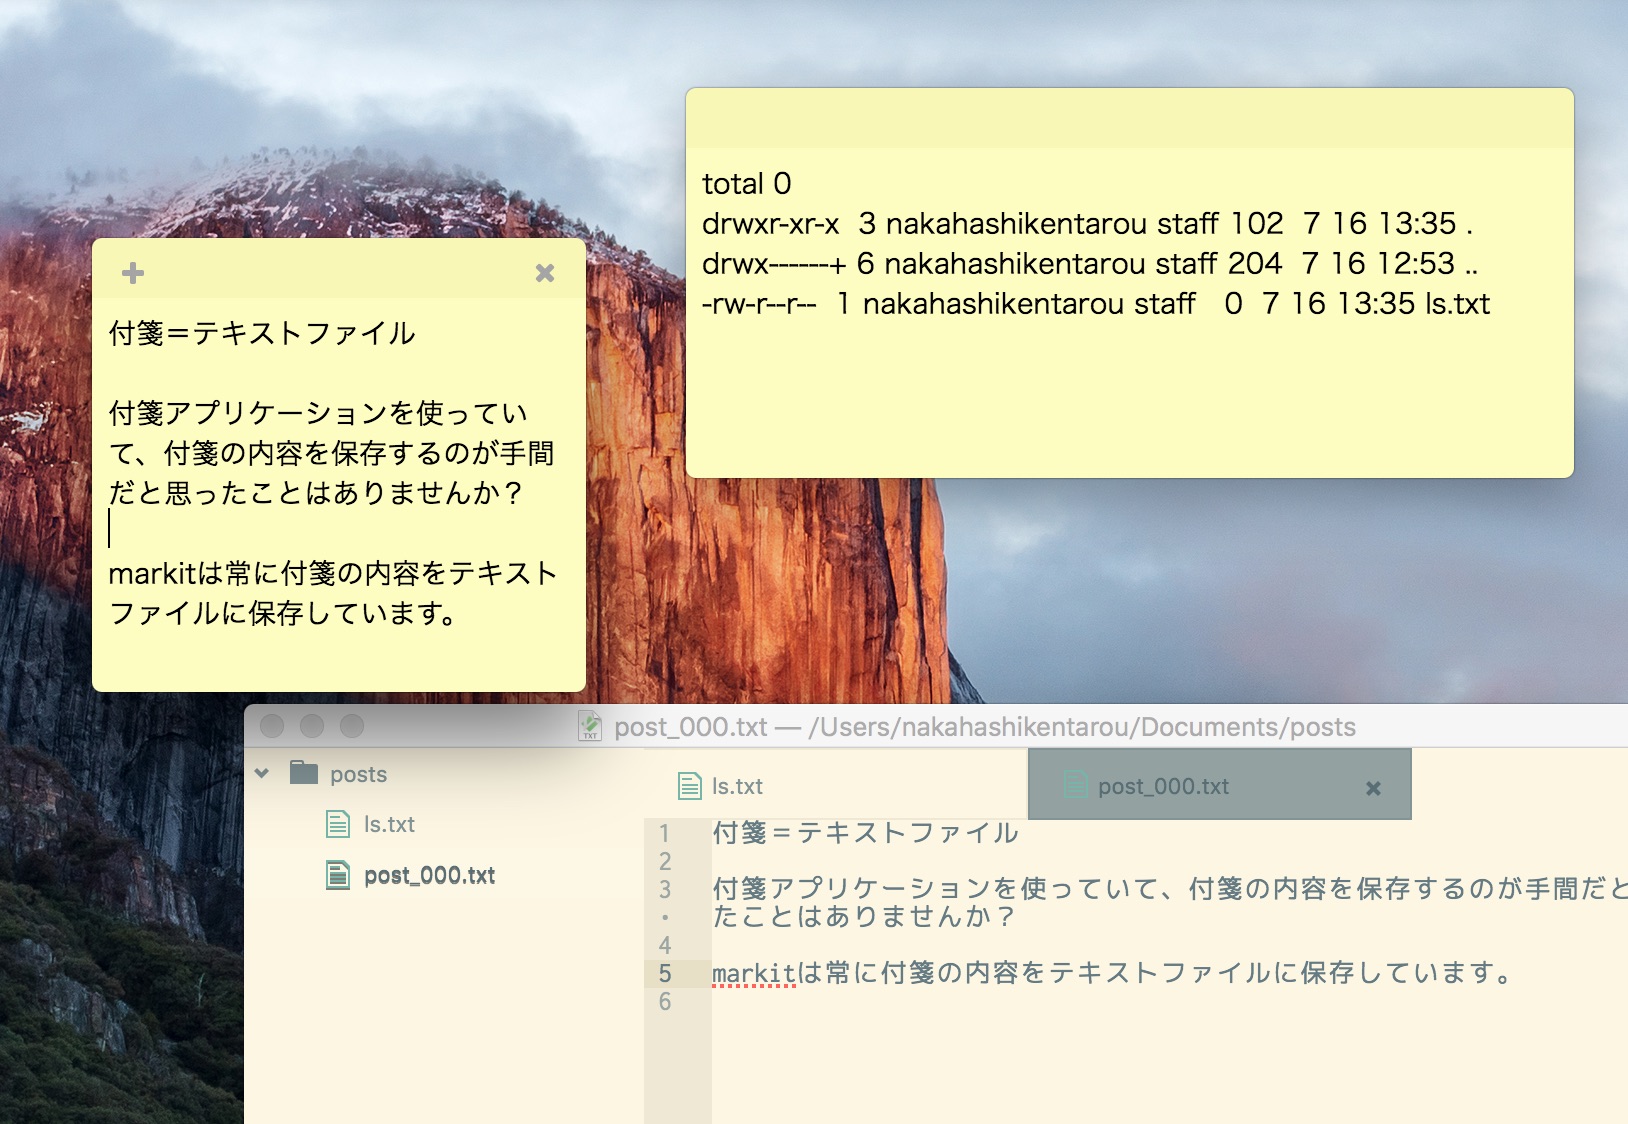 total 0
drwxr-xr-x  3 nakahashikentarou staff 102  7 16 13:35 .
drwx------+ 6 nakahashikentarou staff 204  7 16 12:53 ..
-rw-r--r--  1 nakahashikentarou staff   0  7 16 13:35 ls.txt
付箋＝テキストファイル
付箋アプリケーションを使ってい
て、付箋の内容を保存するのが手間
だと思ったことはありませんか？
markitは常に付箋の内容をテキスト
ファイルに保存しています。
post_000.txt — /Users/nakahashikentarou/Documents/posts
posts
ls.txt
post_000.txt
ls.txt
post_000.txt
TXT
1 付箋＝テキストファイル
2
3 付箋アプリケーションを使っていて、付箋の内容を保存するのが手間だと
• たことはありませんか？
4
5 markitは常に付箋の内容をテキストファイルに保存しています。
6